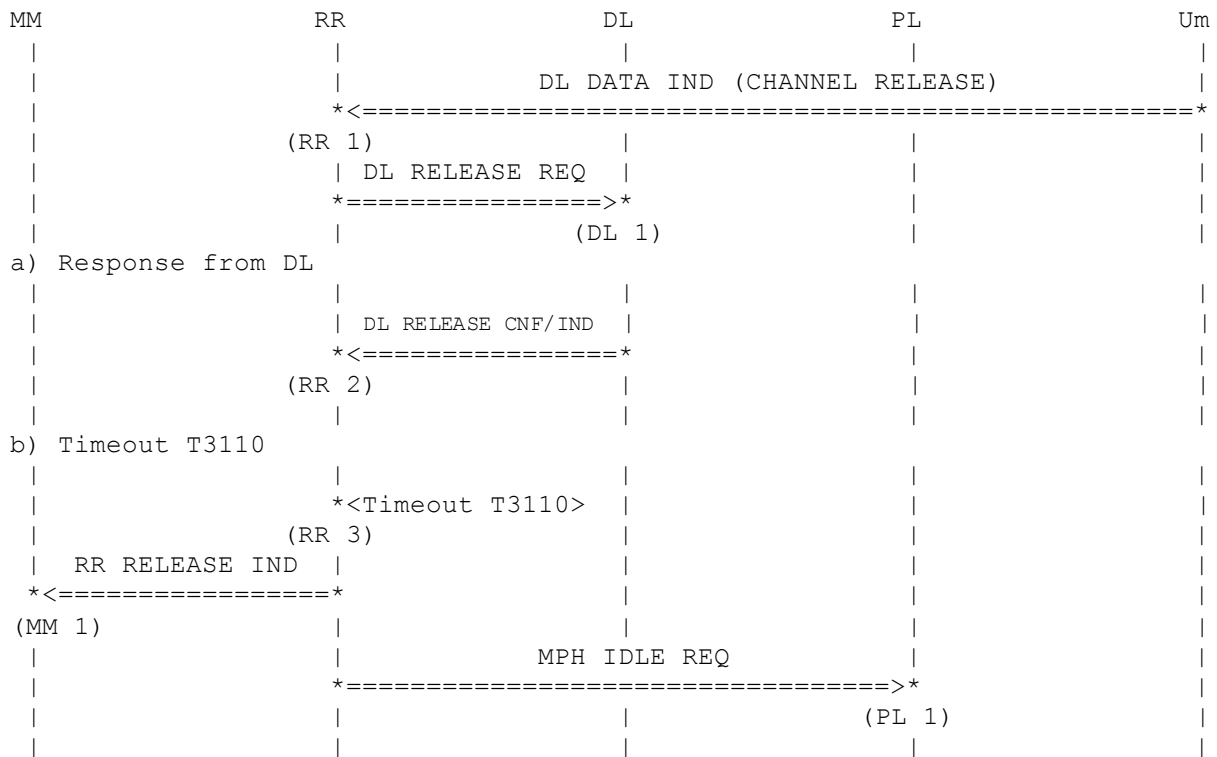 MM RR DL PL Um
DL DATA IND (CHANNEL RELEASE)
*<====================================================*
(RR 1)
DL RELEASE REQ
*================>*
(DL 1)
a) Response from DL
DL RELEASE CNF/IND
*<================*
(RR 2)
b) Timeout T3110
*<Timeout T3110>
(RR 3)
RR RELEASE IND
*<=================*
(MM 1)
MPH IDLE REQ
*==================================>*
(PL 1)